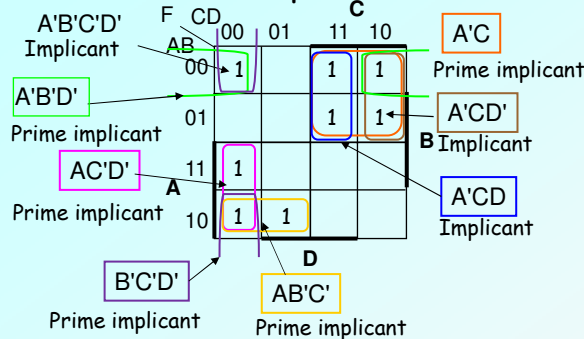 F CD C
A'B'C'D' 00 01 11 10 A'C
Implicant AB
00 1 1 1 Prime implicant
A'B'D'
01 1 1 A'CD'
Prime implicant B Implicant
AC'D' 11 1
A A'CD
Prime implicant 10 1 1 Implicant
D
B'C'D' AB'C'
Prime implicant Prime implicant